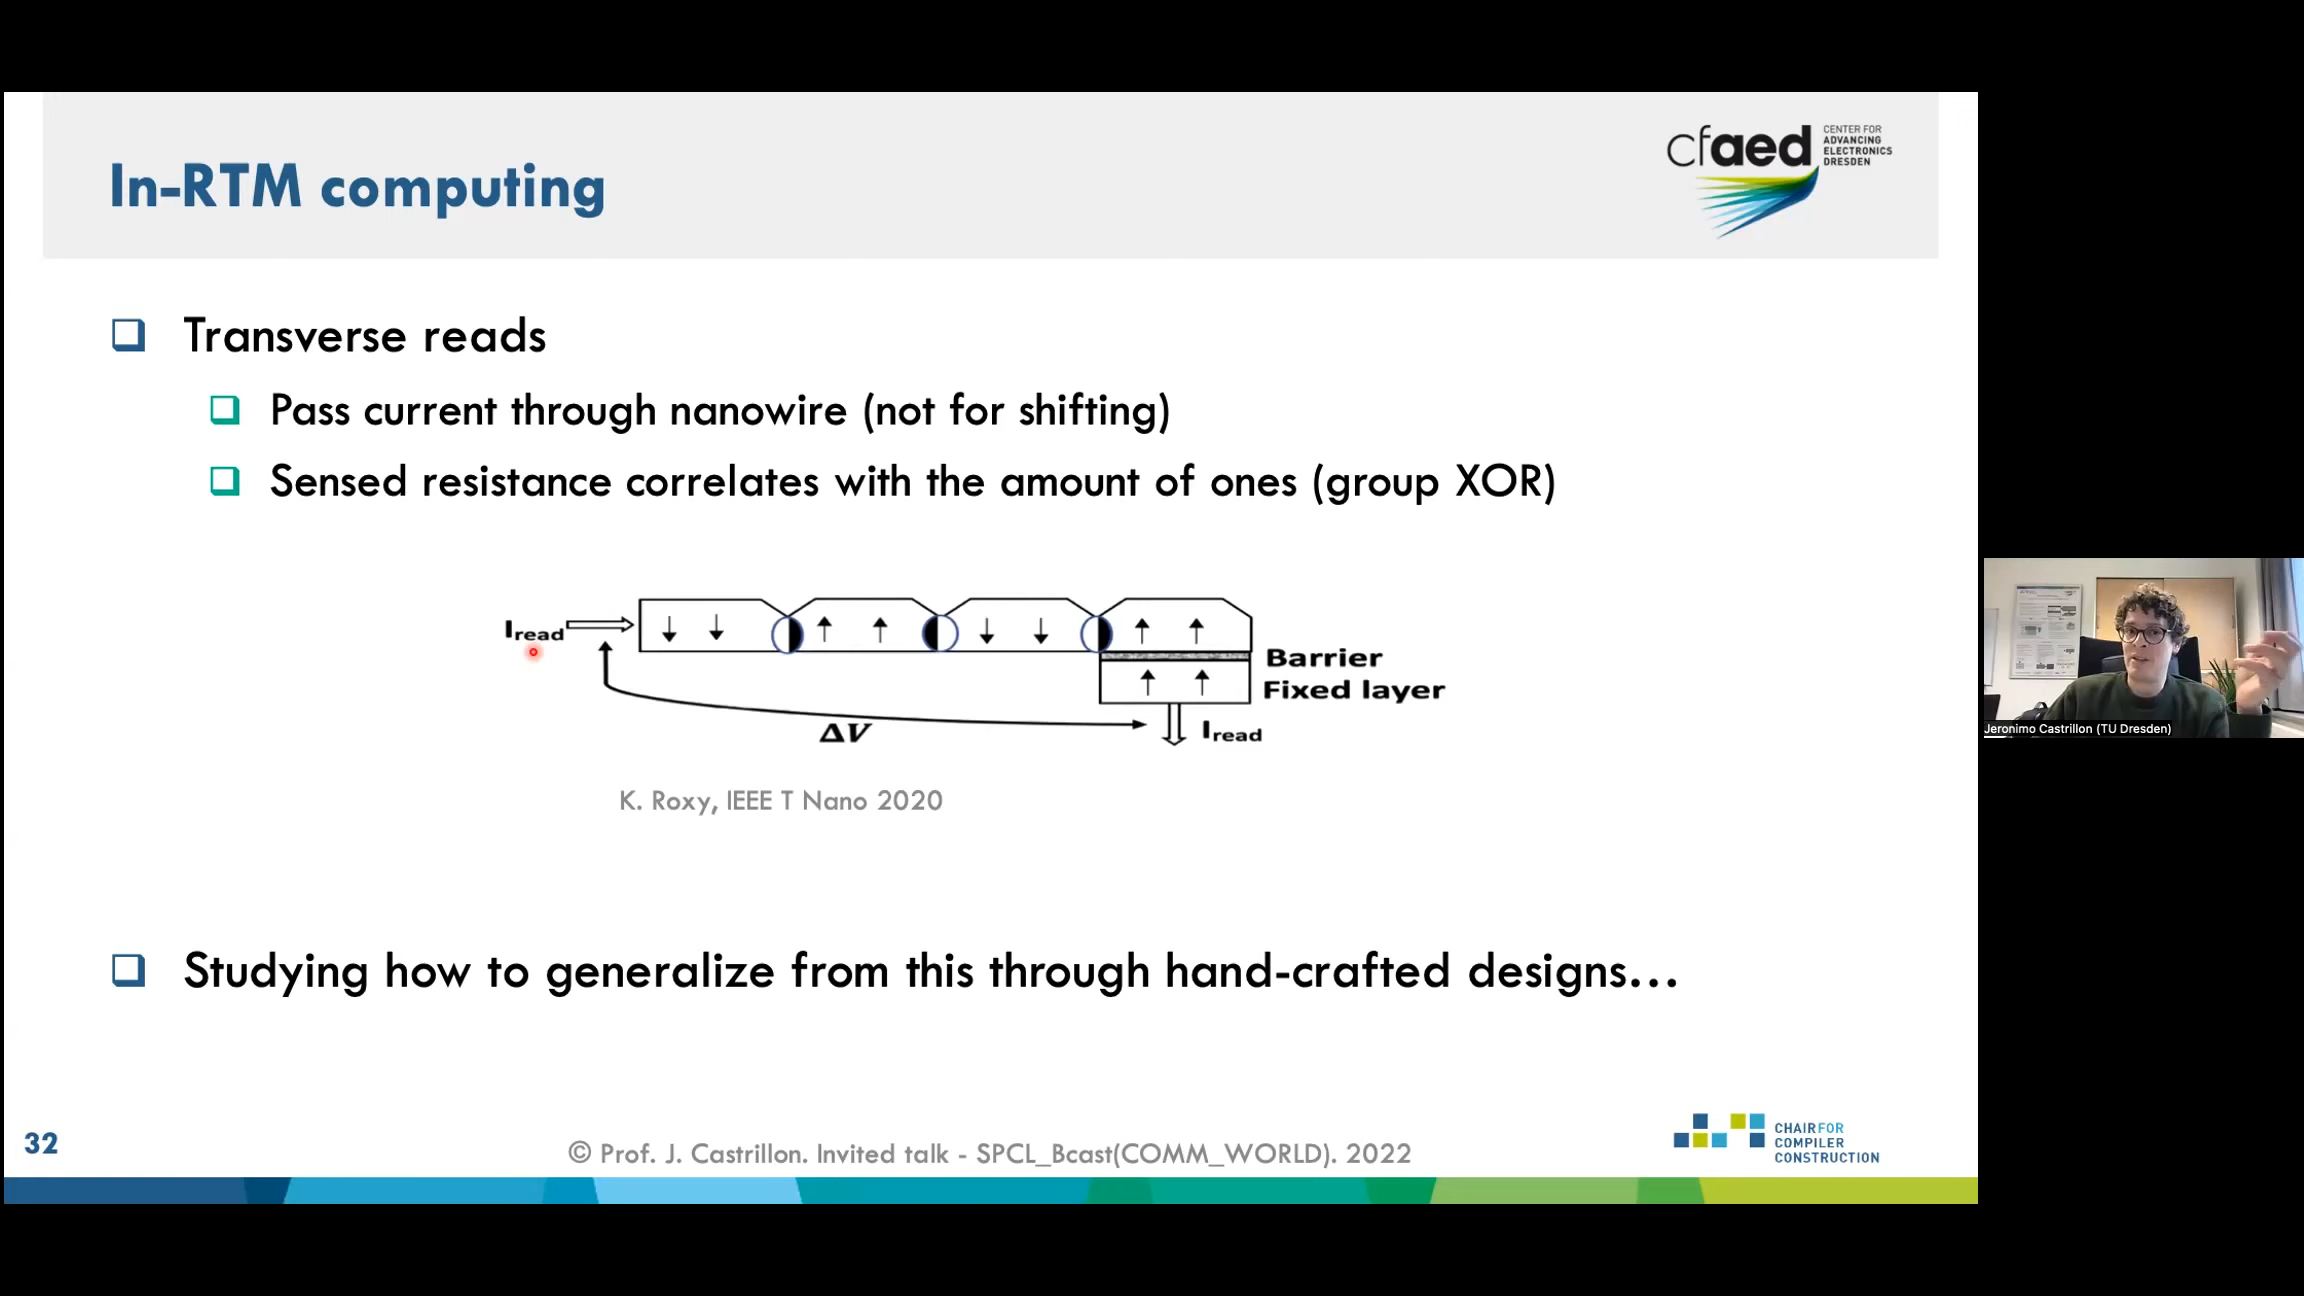 In-RTM computing
cfaed
CENTER FOR
ADVANCING
ELECTRONICS
DRESDEN
Transverse reads
Pass current through nanowire (not for shifting)
Sensed resistance correlates with the amount of ones (group XOR)
Iread
Barrier
Fixed layer
ΔV
Iread
K. Roxy, IEEE T Nano 2020
Jeronimo Castrillon (TU Dresden)
Studying how to generalize from this through hand-crafted designs...
32
© Prof. J. Castrillon. Invited talk - SPCL_Bcast(COMM_WORLD). 2022
CHAIR FOR
COMPILER
CONSTRUCTION